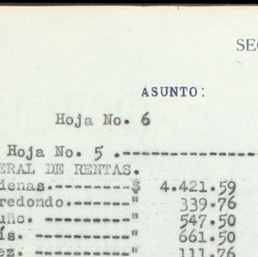 SEC
ASUNTO:
Hoja No. 6
Hoja No. 5 .-----------------
ERAL DE RENTAS.
denas.---------$ 4.421.59
redondo--------" 339.76
uño. ----------" 547.50
ís. -----------" 661.50
ez. -----------" 111.76